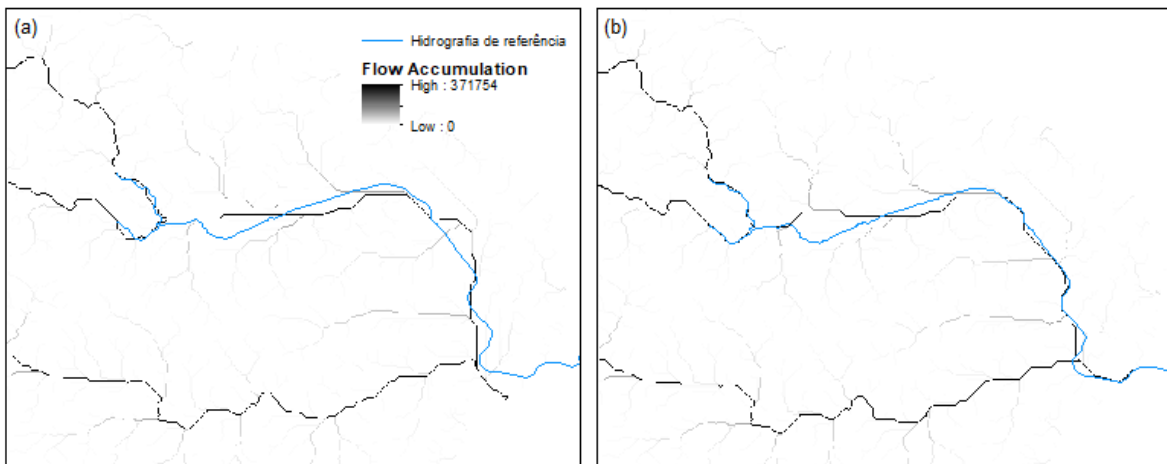 (a)
Hidrografia de referência
Flow Accumulation
High : 371754
Low : 0
(b)